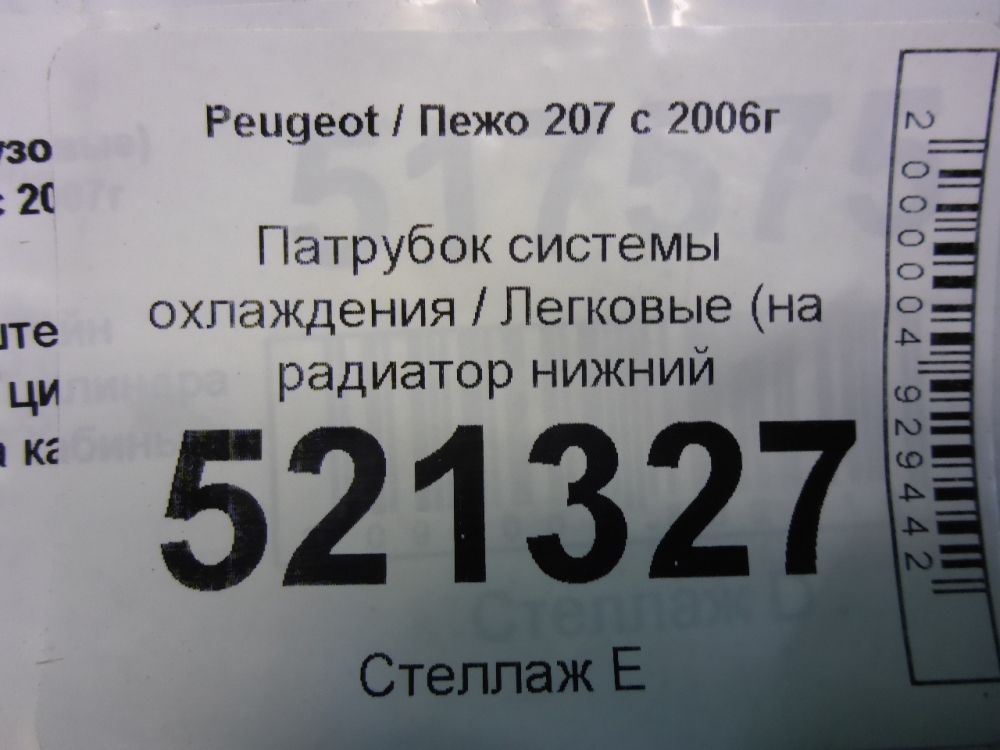 Peugeot / Пежо 207 с 2006г
Патрубок системы
охлаждения / Легковые (на
радиатор нижний
521327
Стеллаж Е
2000004929442